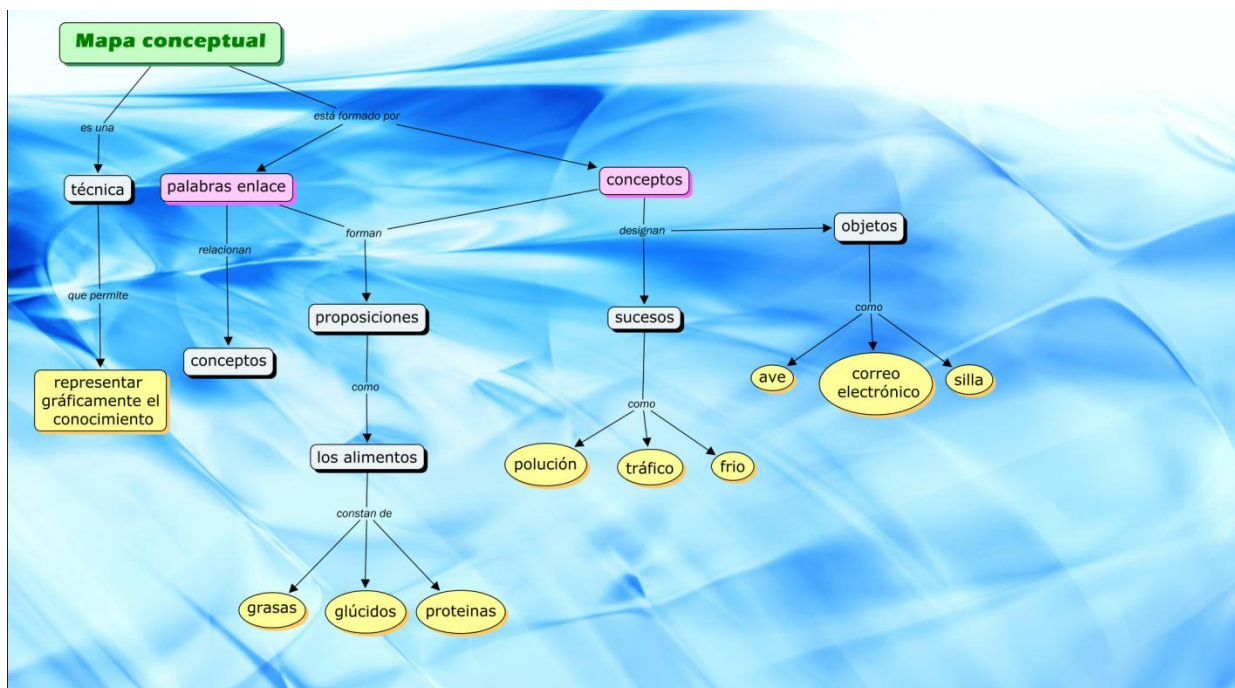 Mapa conceptual
es una
está formado por
técnica
palabras enlace
conceptos
que permite
relacionan
forman
designan
objetos
representar
gráficamente el
conocimiento
conceptos
proposiciones
sucesos
como
ave
correo
electrónico
silla
como
los alimentos
como
polución
tráfico
frio
constan de
grasas
glúcidos
proteinas